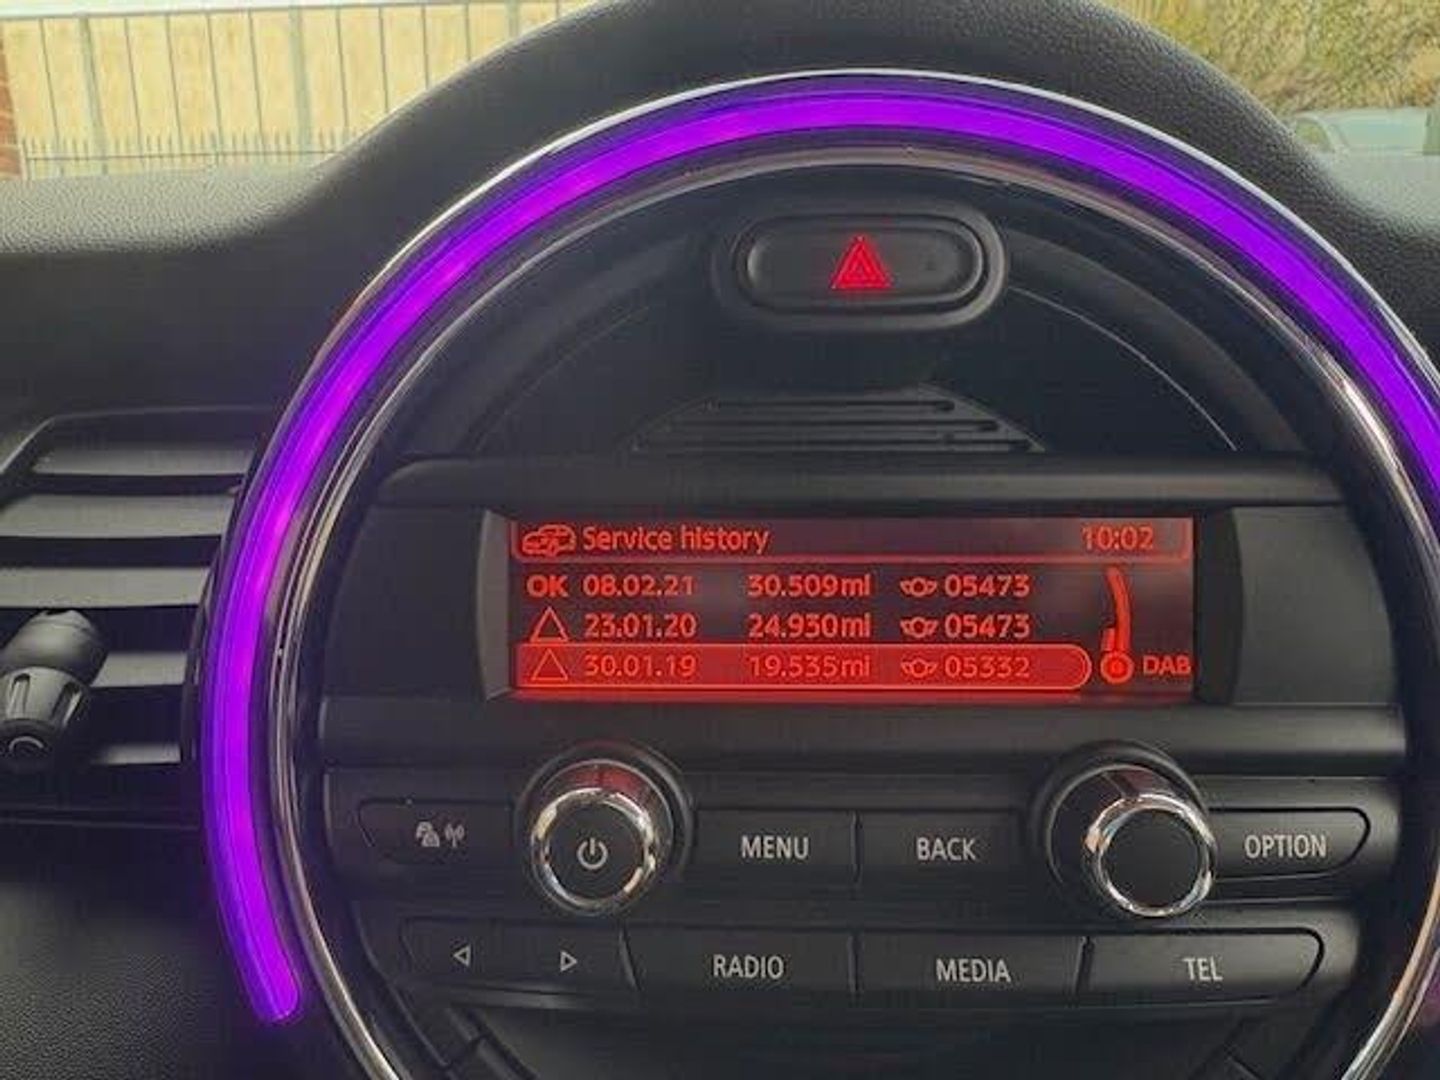 Service history 10:02
OK 08.02.21 30.509ml 05473
23.01.20 24.930ml 05473
30.01.19 19.535mi 05332
DAB
MENU BACK OPTION
RADIO MEDIA TEL